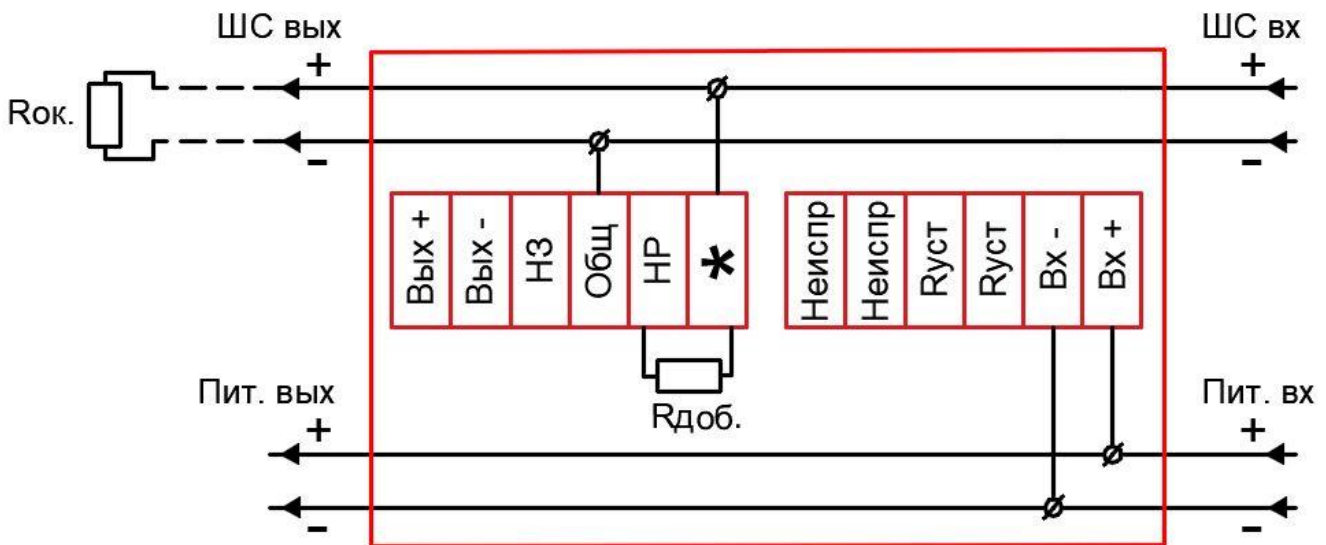 ШС вых
ШС вх
+
+
Rок.
-
-
Вых +
Вых -
НЗ
Общ
НР
*
Неиспр
Неиспр
Rуст
Rуст
Вх -
Вх +
Rдоб.
Пит. вых
Пит. вх
+
+
-
-